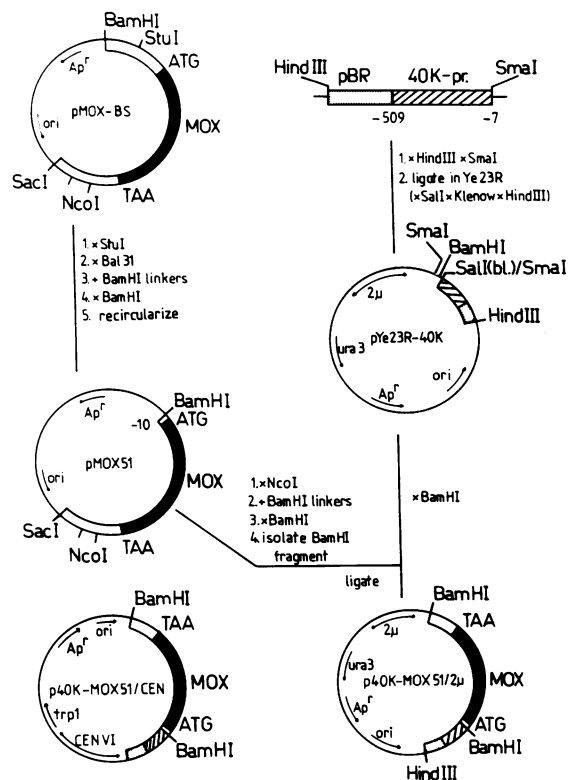 BamHI
StuI
ATG
Apr
ori
pMOX-BS
MOX
SacI
NcoI
TAA
1. ×StuI
2. ×Bal 31
3. + BamHI linkers
4. ×BamHI
5. recircularize
HindIII
pBR
40K-pr.
SmaI
-509
-7
1. ×HindIII ×SmaI
2. ligate in Ye23R
(×SalI×Klenow×HindIII)
SmaI
BamHI
SalI(bl.)/SmaI
2µ
HindIII
pYe23R-40K
ura3
ori
Apr
Apr
BamHI
-10
ATG
pMOX51
ori
MOX
SacI
NcoI
TAA
1.×NcoI
2.+BamHI linkers
3.×BamHI
4. isolate BamHI
fragment
×BamHI
ligate
BamHI
ori
TAA
Apr
p40K-MOX51/CEN
MOX
trp1
CEN VI
ATG
BamHI
BamHI
2µ
TAA
ura3
p40K-MOX51/2µ
MOX
Apr
ori
ATG
BamHI
HindIII